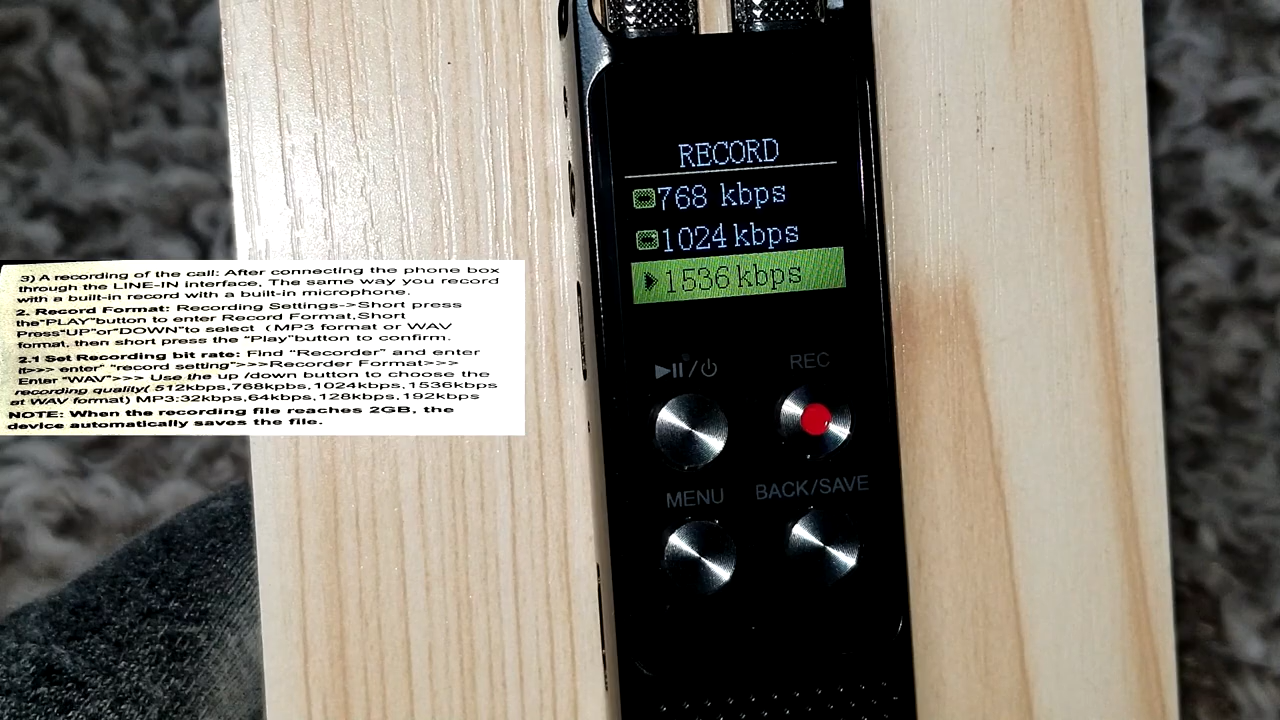 3) A recording of the call: After connecting the phone box
through the LINE-IN interface, The same way you record
with a built-in record with a built-in microphone.
2. Record Format: Recording Settings->Short press
the"PLAY"button to enter Record Format,Short
Press"UP"or"DOWN"to select (MP3 format or WAV
format, then short press the "Play"button to confirm.
2.1 Set Recording bit rate: Find "Recorder" and enter
it>>> enter" "record setting">>>Recorder Format>>>
Enter "WAV">>> Use the up /down button to choose the
recording quality( 512kbps,768kpbs,1024kbps,1536kbps
at WAV format) MP3:32kbps,64kbps,128kbps,192kbps
NOTE: When the recording file reaches 2GB, the
device automatically saves the file.
RECORD
768 kbps
1024 kbps
1536 kbps
REC
MENU
BACK/SAVE